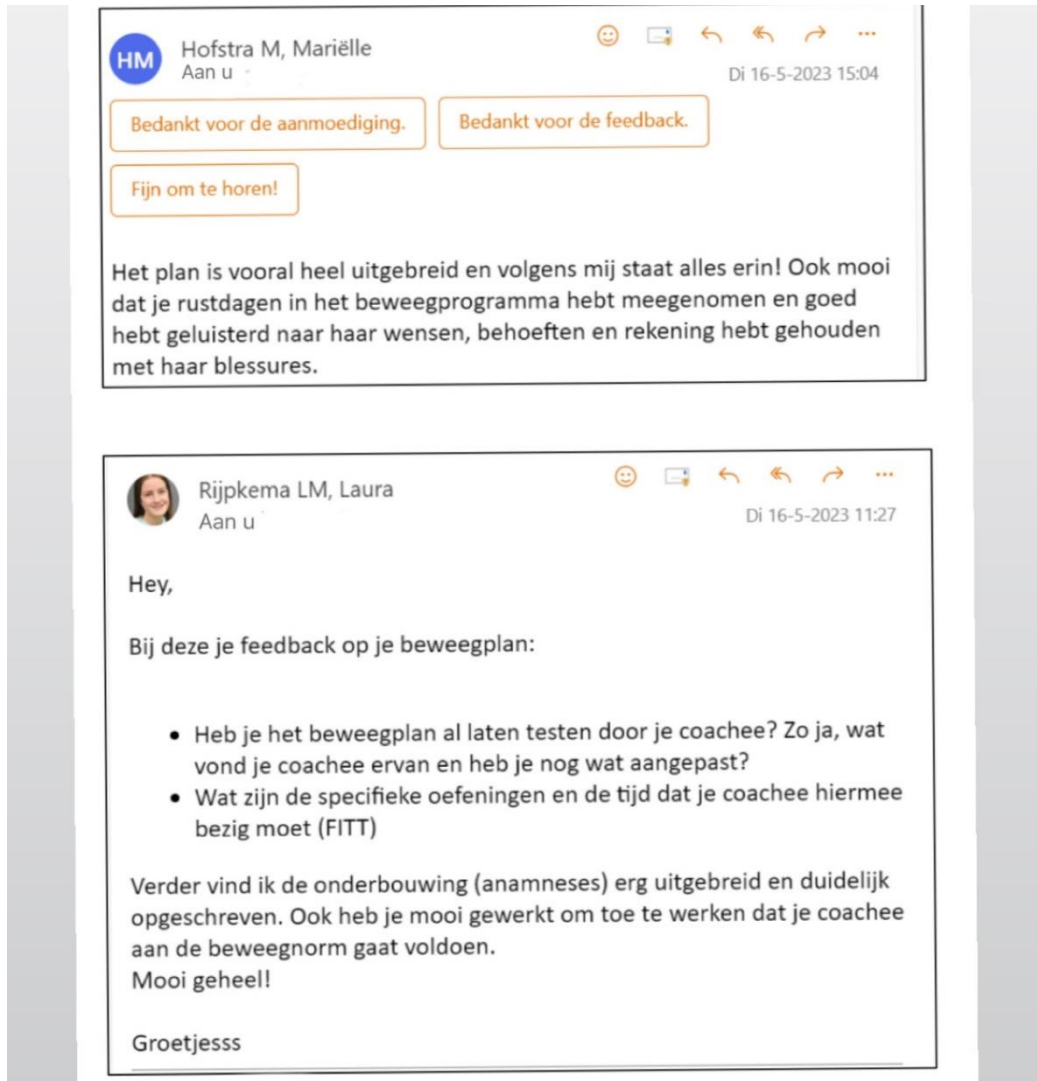 HM
Hofstra M, Mariëlle
Aan u
Di 16-5-2023 15:04
Bedankt voor de aanmoediging.
Bedankt voor de feedback.
Fijn om te horen!
Het plan is vooral heel uitgebreid en volgens mij staat alles erin! Ook mooi
dat je rustdagen in het beweegprogramma hebt meegenomen en goed
hebt geluisterd naar haar wensen, behoeften en rekening hebt gehouden
met haar blessures.
Rijpkema LM, Laura
Aan u
Di 16-5-2023 11:27
Hey,
Bij deze je feedback op je beweegplan:
• Heb je het beweegplan al laten testen door je coachee? Zo ja, wat
vond je coachee ervan en heb je nog wat aangepast?
• Wat zijn de specifieke oefeningen en de tijd dat je coachee hiermee
bezig moet (FITT)
Verder vind ik de onderbouwing (anamneses) erg uitgebreid en duidelijk
opgeschreven. Ook heb je mooi gewerkt om toe te werken dat je coachee
aan de beweegnorm gaat voldoen.
Mooi geheel!
Groetjesss